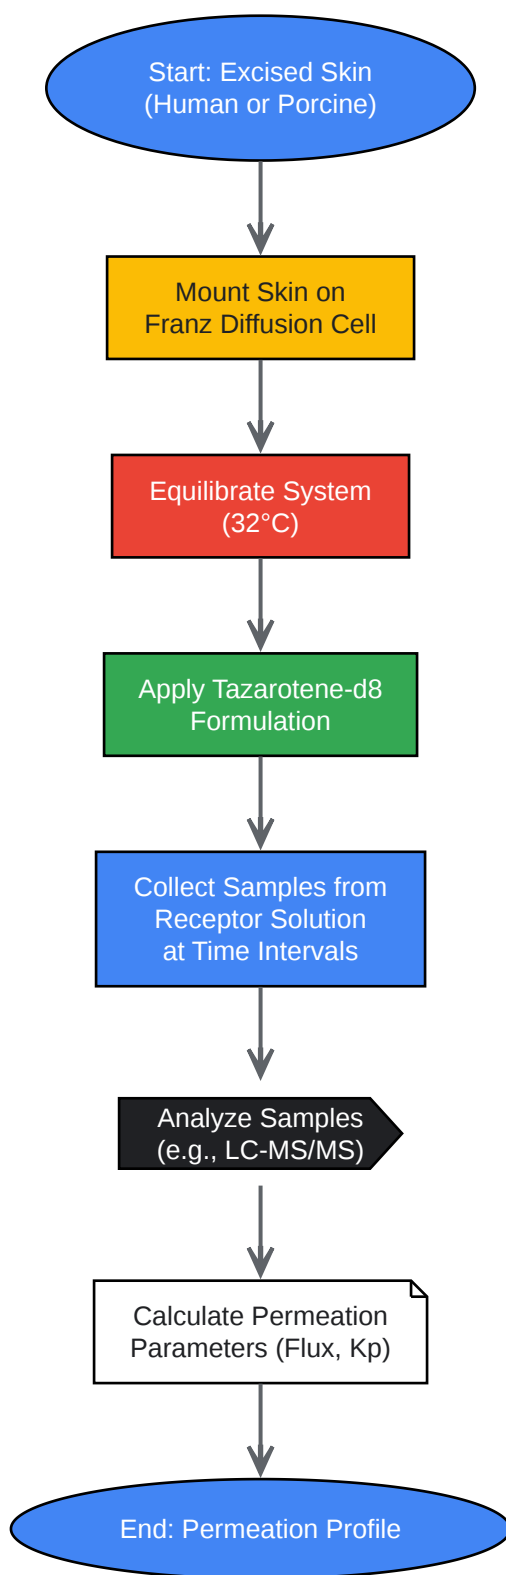 Start: Excised Skin
(Human or Porcine)
Mount Skin on
Franz Diffusion Cell
Equilibrate System
(32°C)
Apply Tazarotene-d8
Formulation
Collect Samples from
Receptor Solution
at Time Intervals
Analyze Samples
(e.g., LC-MS/MS)
Calculate Permeation
Parameters (Flux, Kp)
End: Permeation Profile